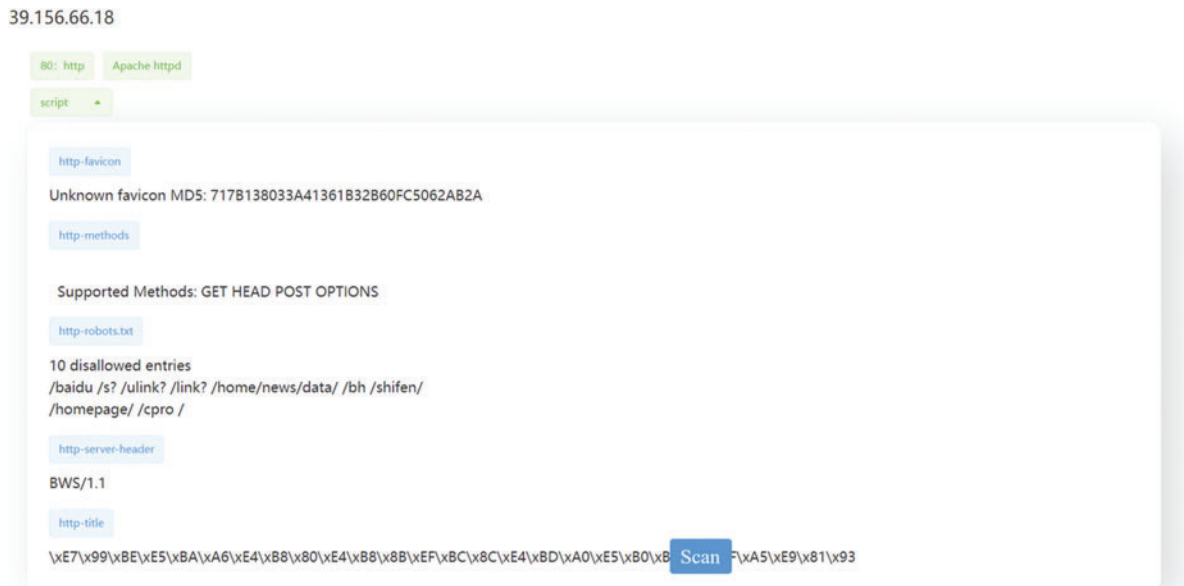 39.156.66.18
80: http Apache httpd
script
http-favicon
Unknown favicon MD5: 717B138033A41361B32B60FC5062AB2A
http-methods
Supported Methods: GET HEAD POST OPTIONS
http-robots.txt
10 disallowed entries
/baidu /s? /ulink? /link? /home/news/data/ /bh /shifen/
/homepage/ /cpro /
http-server-header
BWS/1.1
http-title
\xE7\x99\xBE\xE5\xBA\xA6\xE4\xB8\x80\xE4\xB8\x8B\xEF\xBC\x8C\xE4\xBD\xA0\xE5\xB0\xB Scan F\xA5\xE9\x81\x93